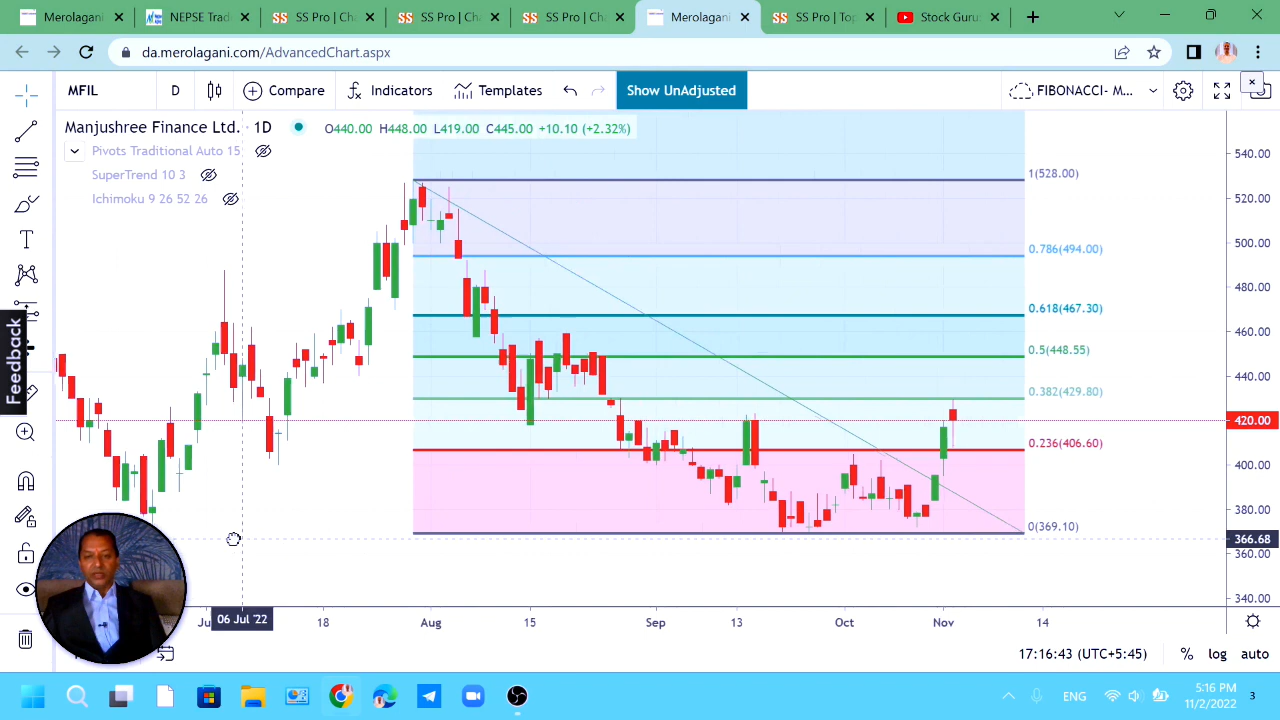 Merolagani
NEPSE Trad
SS Pro | Cha
SS Pro | Cha
SS Pro | Cha
Merolagani
SS Pro | Top
Stock Guru
da.merolagani.com/AdvancedChart.aspx
MFIL
D
Compare
Indicators
Templates
Show UnAdjusted
FIBONACCI- M...
Manjushree Finance Ltd. · 1D
O440.00 H448.00 L419.00 C445.00 +10.10 (+2.32%)
Pivots Traditional Auto 15
SuperTrend 10 3
Ichimoku 9 26 52 26
1(528.00)
0.786(494.00)
0.618(467.30)
0.5(448.55)
0.382(429.80)
0.236(406.60)
0(369.10)
540.00
520.00
500.00
480.00
460.00
440.00
420.00
400.00
380.00
366.68
360.00
340.00
Feedback
06 Jul '22
18
Aug
15
Sep
13
Oct
Nov
14
17:16:43 (UTC+5:45)
%
log
auto
ENG
5:16 PM
11/2/2022
3